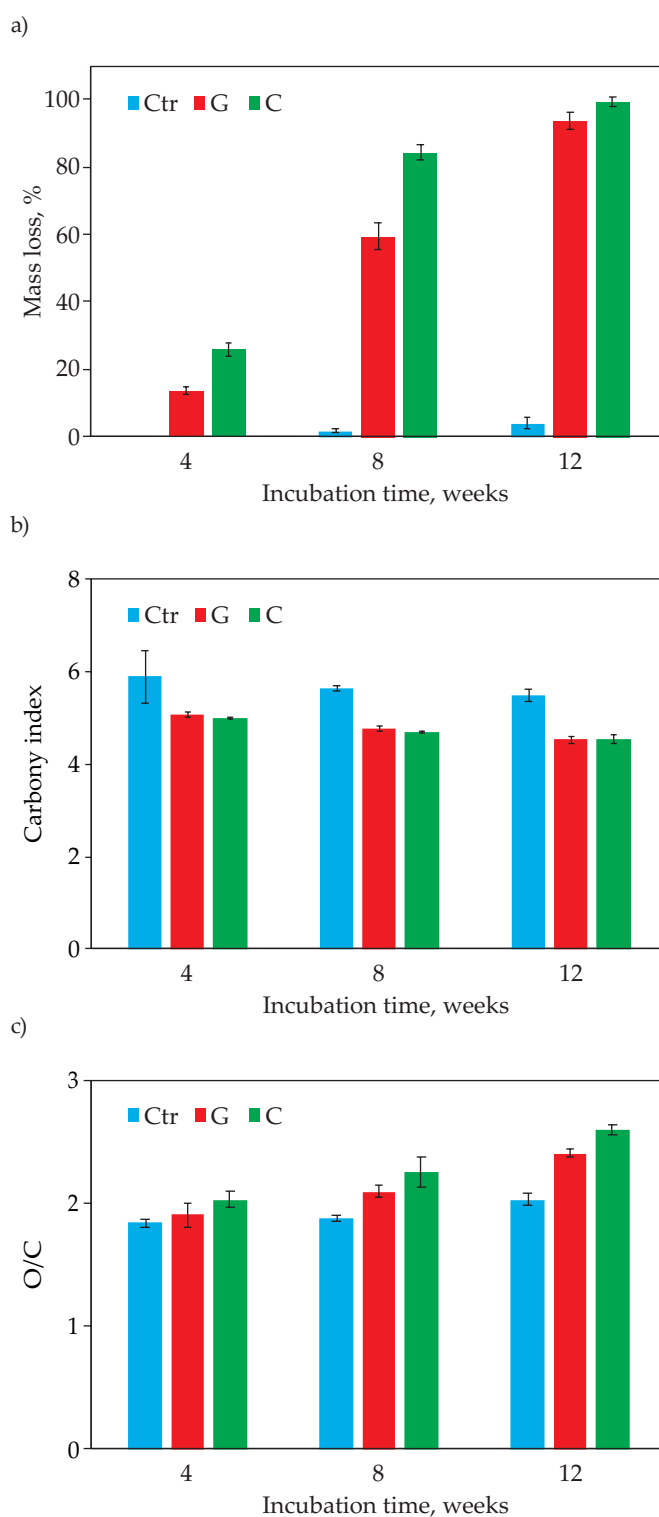 a)
100
80
60
40
20
0
Mass loss, %
Ctr G C
4 8 12
Incubation time, weeks
b)
8
6
4
2
0
Carbony index
Ctr G C
4 8 12
Incubation time, weeks
c)
3
2
1
0
O/C
Ctr G C
4 8 12
Incubation time, weeks